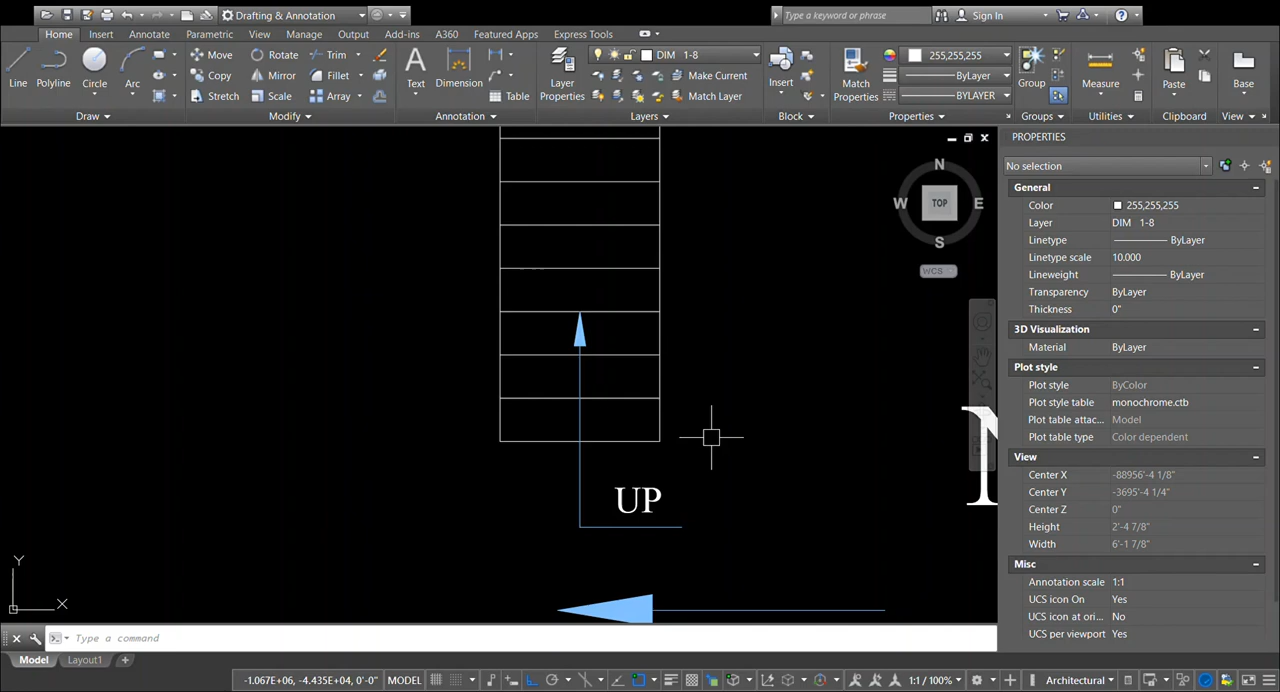 Drafting & Annotation
Type a keyword or phrase
Sign In
Home Insert Annotate Parametric View Manage Output Add-ins A360 Featured Apps Express Tools
Line Polyline Circle Arc
Move Rotate Trim
Copy Mirror Fillet
Stretch Scale Array
Text Dimension Table
Layer Properties
DIM 1-8
Make Current
Match Layer
Insert
Match Properties
255,255,255
ByLayer
BYLAYER
Group
Measure
Paste
Base
Draw Modify Annotation Layers Block Properties Groups Utilities Clipboard View
PROPERTIES
No selection
General
Color 255,255,255
Layer DIM 1-8
Linetype ByLayer
Linetype scale 10.000
Lineweight ByLayer
Transparency ByLayer
Thickness 0"
3D Visualization
Material ByLayer
Plot style
Plot style ByColor
Plot style table monochrome.ctb
Plot table attac... Model
Plot table type Color dependent
View
Center X -88956'-4 1/8"
Center Y -3695'-4 1/4"
Center Z 0"
Height 2'-4 7/8"
Width 6'-1 7/8"
Misc
Annotation scale 1:1
UCS icon On Yes
UCS icon at ori... No
UCS per viewport Yes
N
W TOP E
S
WCS
UP
Y
X
Type a command
Model Layout1 +
-1.067E+06, -4.435E+04, 0'-0" MODEL 1:1 / 100% Architectural